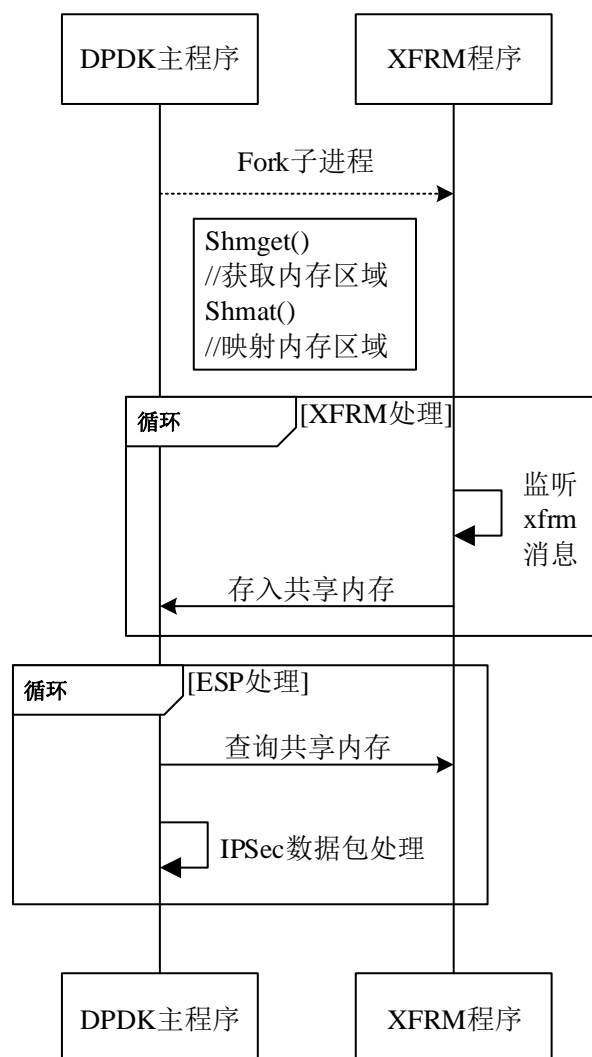 DPDK主程序
XFRM程序
Fork子进程
Shmget()
//获取内存区域
Shmat()
//映射内存区域
循环
[XFRM处理]
监听
xfrm
消息
存入共享内存
循环
[ESP处理]
查询共享内存
IPSec数据包处理
DPDK主程序
XFRM程序